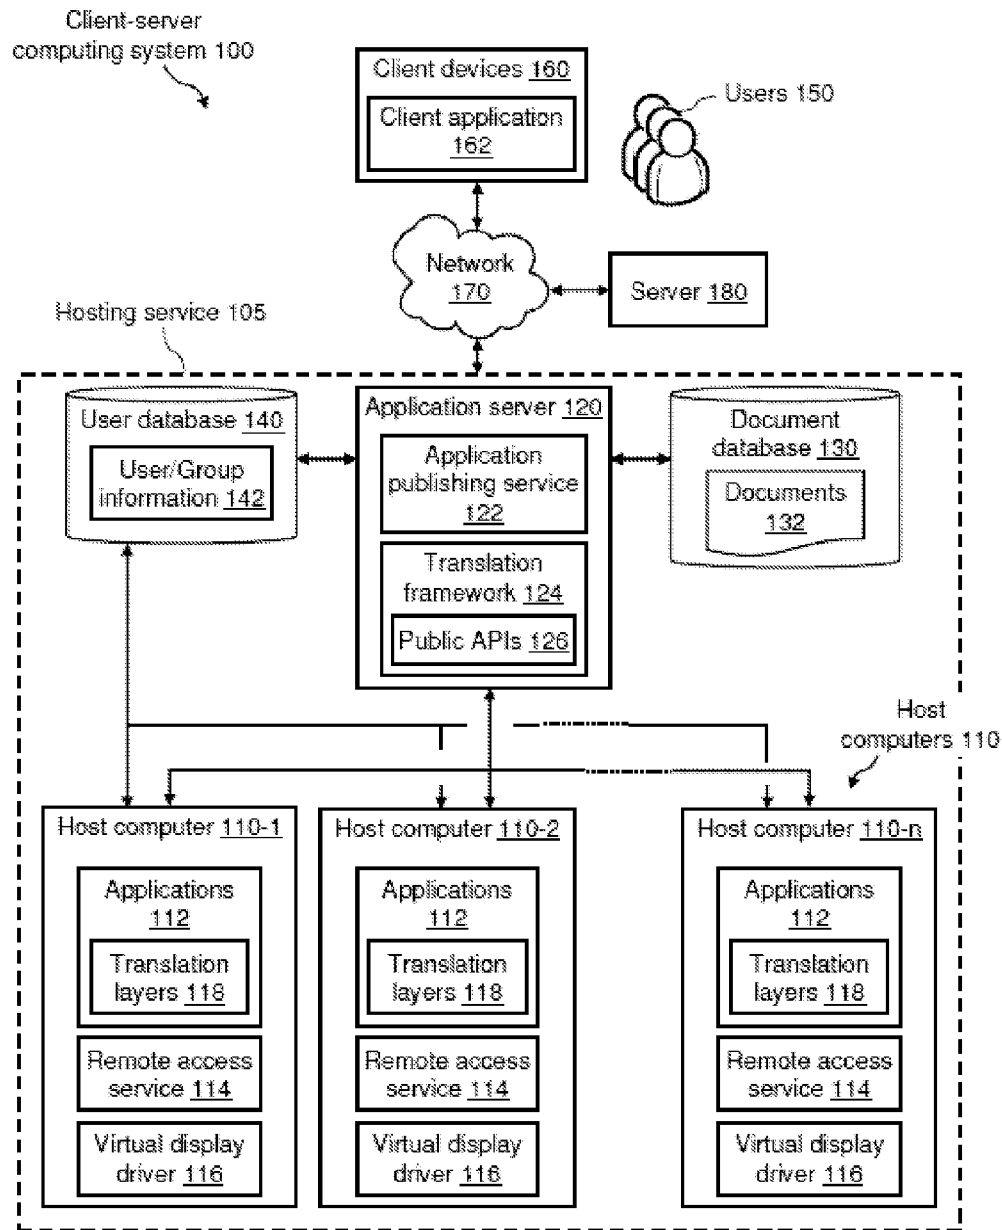 Client-server
computing system 100
Client devices 160
Client application
162
Users 150
Network
170
Server 180
Hosting service 105
User database 140
User/Group
information 142
Application server 120
Application
publishing service
122
Translation
framework 124
Public APIs 126
Document
database 130
Documents
132
Host
computers 110
Host computer 110-1
Applications
112
Translation
layers 118
Remote access
service 114
Virtual display
driver 116
Host computer 110-2
Applications
112
Translation
layers 118
Remote access
service 114
Virtual display
driver 116
Host computer 110-n
Applications
112
Translation
layers 118
Remote access
service 114
Virtual display
driver 116